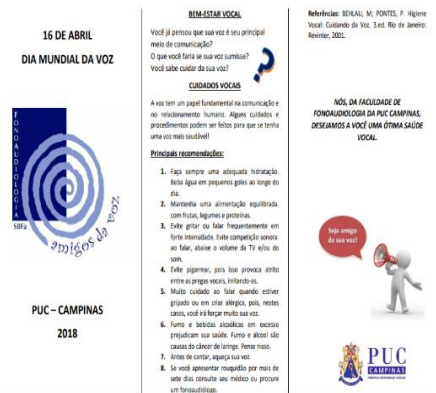 16 DE ABRIL
DIA MUNDIAL DA VOZ
FONOAUDIOLOGIA
SBFa
amigos da voz
PUC – CAMPINAS
2018
BEM-ESTAR VOCAL
Você já pensou que sua voz é seu principal
meio de comunicação?
O que você faria se sua voz sumisse?
Você sabe cuidar da sua voz?
CUIDADOS VOCAIS
A voz tem um papel fundamental na comunicação e
no relacionamento humano. Alguns cuidados e
procedimentos podem ser feitos para que se tenha
uma voz mais saudável!
Principais recomendações:
1. Faça sempre uma adequada hidratação.
Beba água em pequenos goles ao longo do
dia.
2. Mantenha uma alimentação equilibrada,
com frutas, legumes e proteínas.
3. Evite gritar ou falar frequentemente em
forte intensidade. Evite competição sonora:
ao falar, abaixe o volume da TV e/ou do
som.
4. Evite pigarrear, pois isso provoca atrito
entre as pregas vocais, irritando-as.
5. Muito cuidado ao falar quando estiver
gripado ou em crise alérgica, pois, nestes
casos, você irá forçar muito sua voz.
6. Fumo e bebidas alcoólicas em excesso
prejudicam sua saúde. Fumo e álcool são
causas do câncer de laringe. Pense nisso.
7. Antes de cantar, aqueça sua voz.
8. Se você apresentar rouquidão por mais de
sete dias consulte seu médico ou procure
um fonoaudiólogo.
Referências: BEHLAU, M; PONTES, P. Higiene
Vocal: Cuidando da Voz. 3.ed. Rio de Janeiro:
Revinter, 2001.
NÓS, DA FACULDADE DE
FONOAUDIOLOGIA DA PUC CAMPINAS,
DESEJAMOS A VOCÊ UMA ÓTIMA SAÚDE
VOCAL.
Seja amigo
da sua voz!
PUC
CAMPINAS